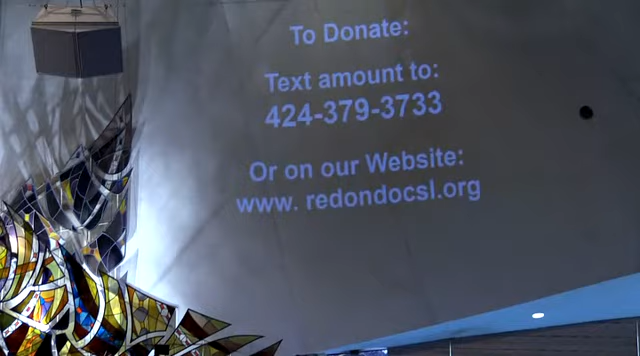 To Donate:
Text amount to:
424-379-3733
Or on our Website:
www. redondocsl.org